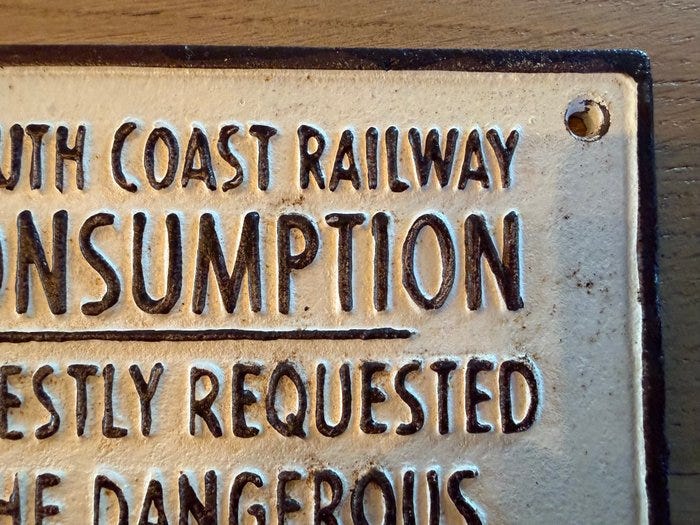 UTH COAST RAILWAY
ONSUMPTION
ESTLY REQUESTED
HE DANGEROUS